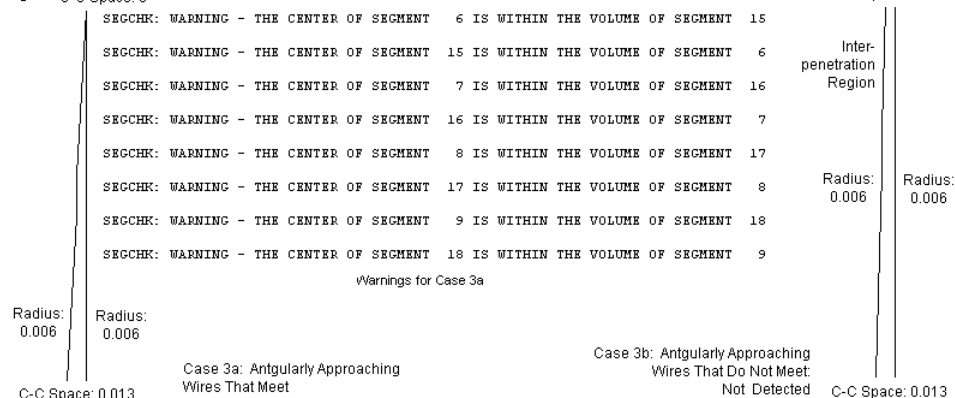 C-C Space: 0
SEGCHK: WARNING - THE CENTER OF SEGMENT 6 IS WITHIN THE VOLUME OF SEGMENT 15
SEGCHK: WARNING - THE CENTER OF SEGMENT 15 IS WITHIN THE VOLUME OF SEGMENT 6
SEGCHK: WARNING - THE CENTER OF SEGMENT 7 IS WITHIN THE VOLUME OF SEGMENT 16
SEGCHK: WARNING - THE CENTER OF SEGMENT 16 IS WITHIN THE VOLUME OF SEGMENT 7
SEGCHK: WARNING - THE CENTER OF SEGMENT 8 IS WITHIN THE VOLUME OF SEGMENT 17
SEGCHK: WARNING - THE CENTER OF SEGMENT 17 IS WITHIN THE VOLUME OF SEGMENT 8
SEGCHK: WARNING - THE CENTER OF SEGMENT 9 IS WITHIN THE VOLUME OF SEGMENT 18
SEGCHK: WARNING - THE CENTER OF SEGMENT 18 IS WITHIN THE VOLUME OF SEGMENT 9
Warnings for Case 3a
Inter-
penetration
Region
Radius:
0.006
Radius:
0.006
Radius:
0.006
Radius:
0.006
Case 3a: Antgularly Approaching
Wires That Meet
Case 3b: Antgularly Approaching
Wires That Do Not Meet:
Not Detected
C-C Space: 0.013
C-C Space: 0.013